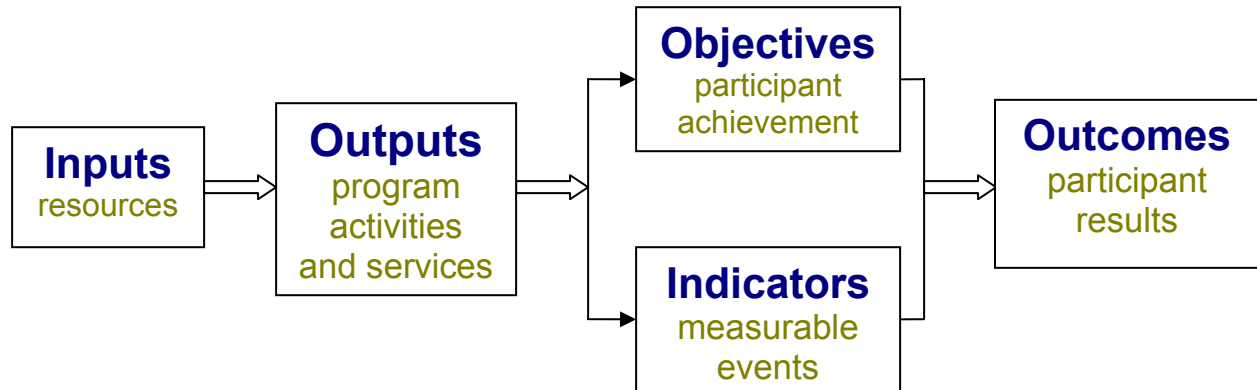 Inputs
resources
Outputs
program
activities
and services
Objectives
participant
achievement
Indicators
measurable
events
Outcomes
participant
results